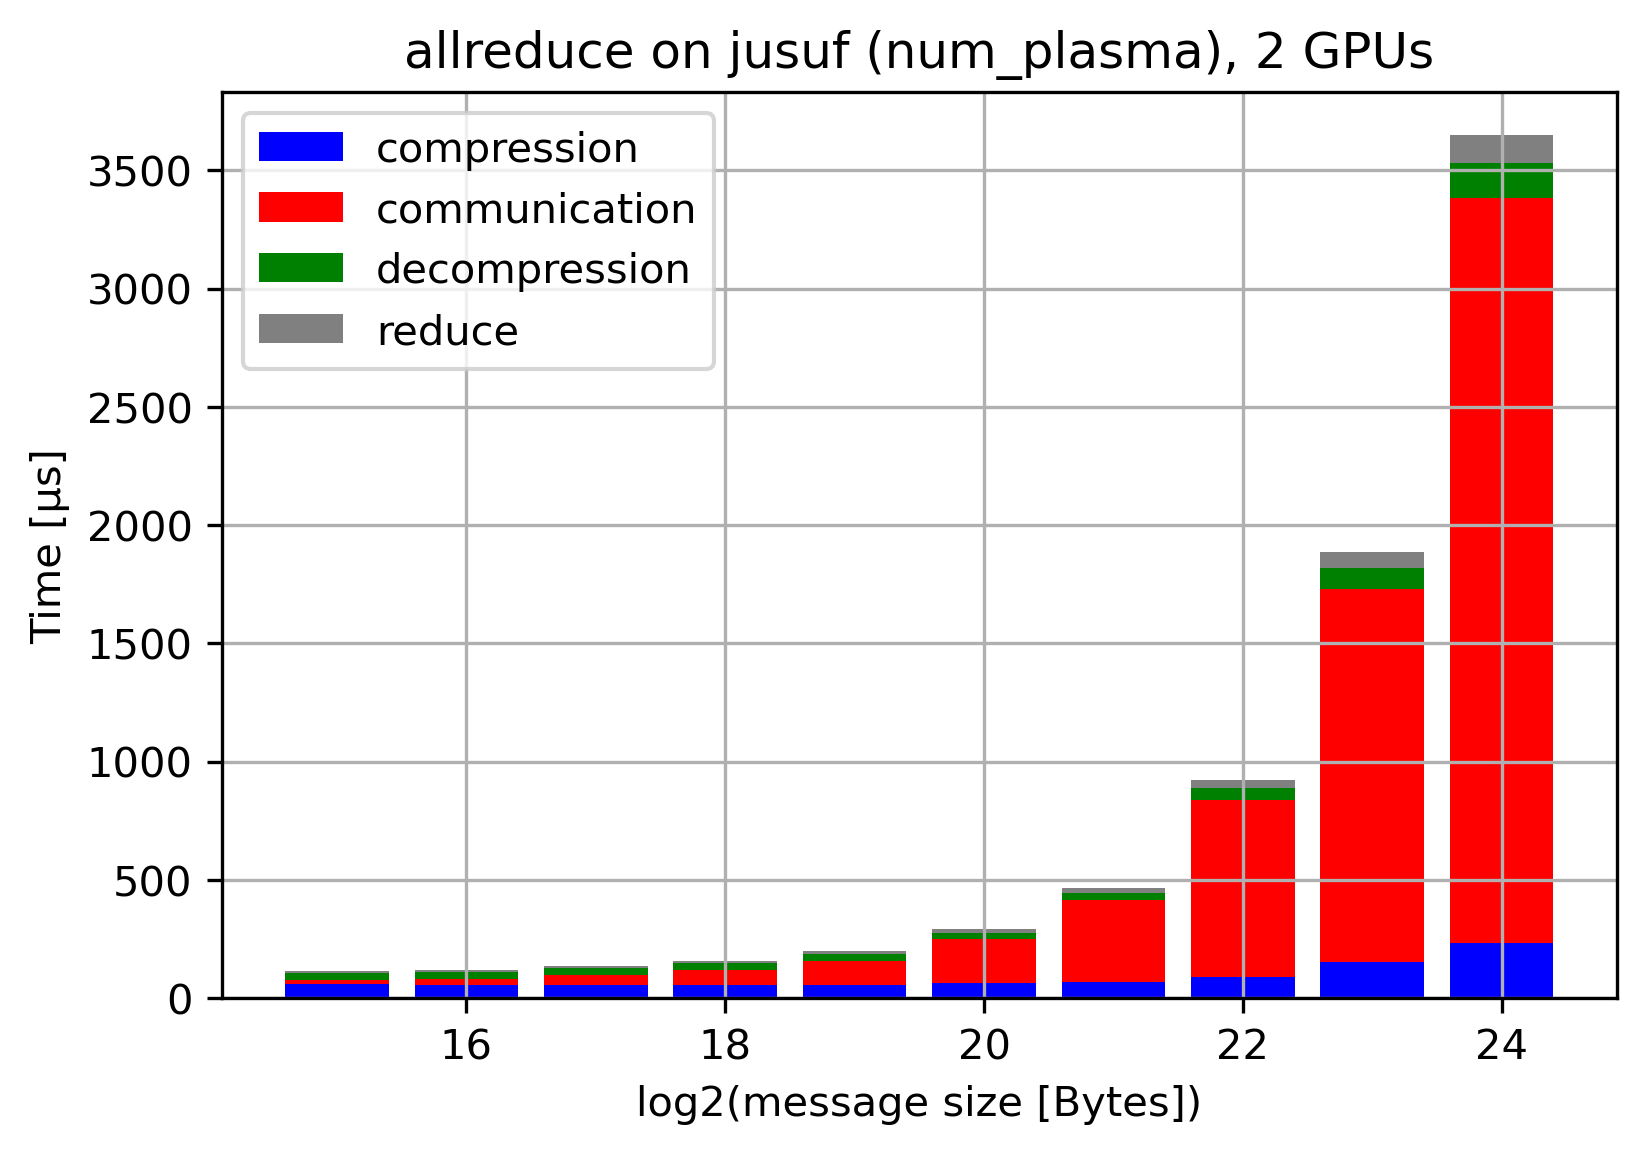 allreduce on jusuf (num_plasma), 2 GPUs
compression
communication
decompression
reduce
3500
3000
2500
2000
1500
1000
500
0
Time [µs]
16 18 20 22 24
log2(message size [Bytes])